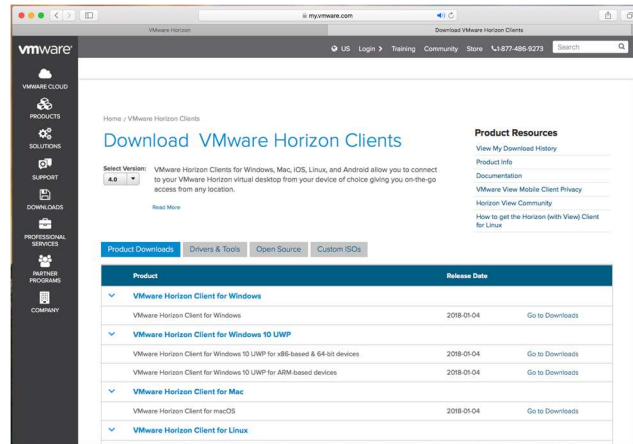 my.vmware.com
VMware Horizon
Download VMware Horizon Clients
vmware
US Login > Training Community Store 1-877-486-9273 Search
VMWARE CLOUD
PRODUCTS
SOLUTIONS
SUPPORT
DOWNLOADS
PROFESSIONAL
SERVICES
PARTNER
PROGRAMS
COMPANY
Home / VMware Horizon Clients
Download VMware Horizon Clients
Select Version:
4.0
VMware Horizon Clients for Windows, Mac, iOS, Linux, and Android allow you to connect
to your VMware Horizon virtual desktop from your device of choice giving you on-the-go
access from any location.
Read More
Product Resources
View My Download History
Product Info
Documentation
VMware View Mobile Client Privacy
Horizon View Community
How to get the Horizon (with View) Client
for Linux
Product Downloads Drivers & Tools Open Source Custom ISOs
Product Release Date
VMware Horizon Client for Windows
VMware Horizon Client for Windows 2018-01-04 Go to Downloads
VMware Horizon Client for Windows 10 UWP
VMware Horizon Client for Windows 10 UWP for x86-based & 64-bit devices 2018-01-04 Go to Downloads
VMware Horizon Client for Windows 10 UWP for ARM-based devices 2018-01-04 Go to Downloads
VMware Horizon Client for Mac
VMware Horizon Client for macOS 2018-01-04 Go to Downloads
VMware Horizon Client for Linux